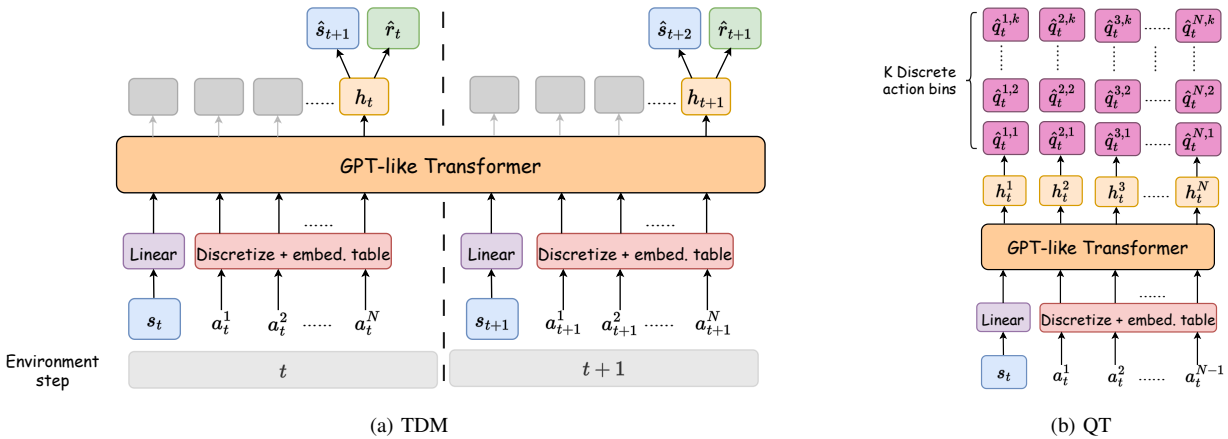 ŝ_{t+1} r̂_t ŝ_{t+2} r̂_{t+1}
...... h_t ...... h_{t+1}
GPT-like Transformer
...... ......
Linear Discretize + embed. table Linear Discretize + embed. table
s_t a_t^1 a_t^2 ...... a_t^N s_{t+1} a_{t+1}^1 a_{t+1}^2 ...... a_{t+1}^N
Environment
step
t t + 1
(a) TDM
K Discrete
action bins
q̂_t^{1,k} q̂_t^{2,k} q̂_t^{3,k} ...... q̂_t^{N,k}
q̂_t^{1,2} q̂_t^{2,2} q̂_t^{3,2} ...... q̂_t^{N,2}
q̂_t^{1,1} q̂_t^{2,1} q̂_t^{3,1} ...... q̂_t^{N,1}
h_t^1 h_t^2 h_t^3 ...... h_t^N
GPT-like Transformer
......
Linear Discretize + embed. table
s_t a_t^1 a_t^2 ...... a_t^{N-1}
(b) QT